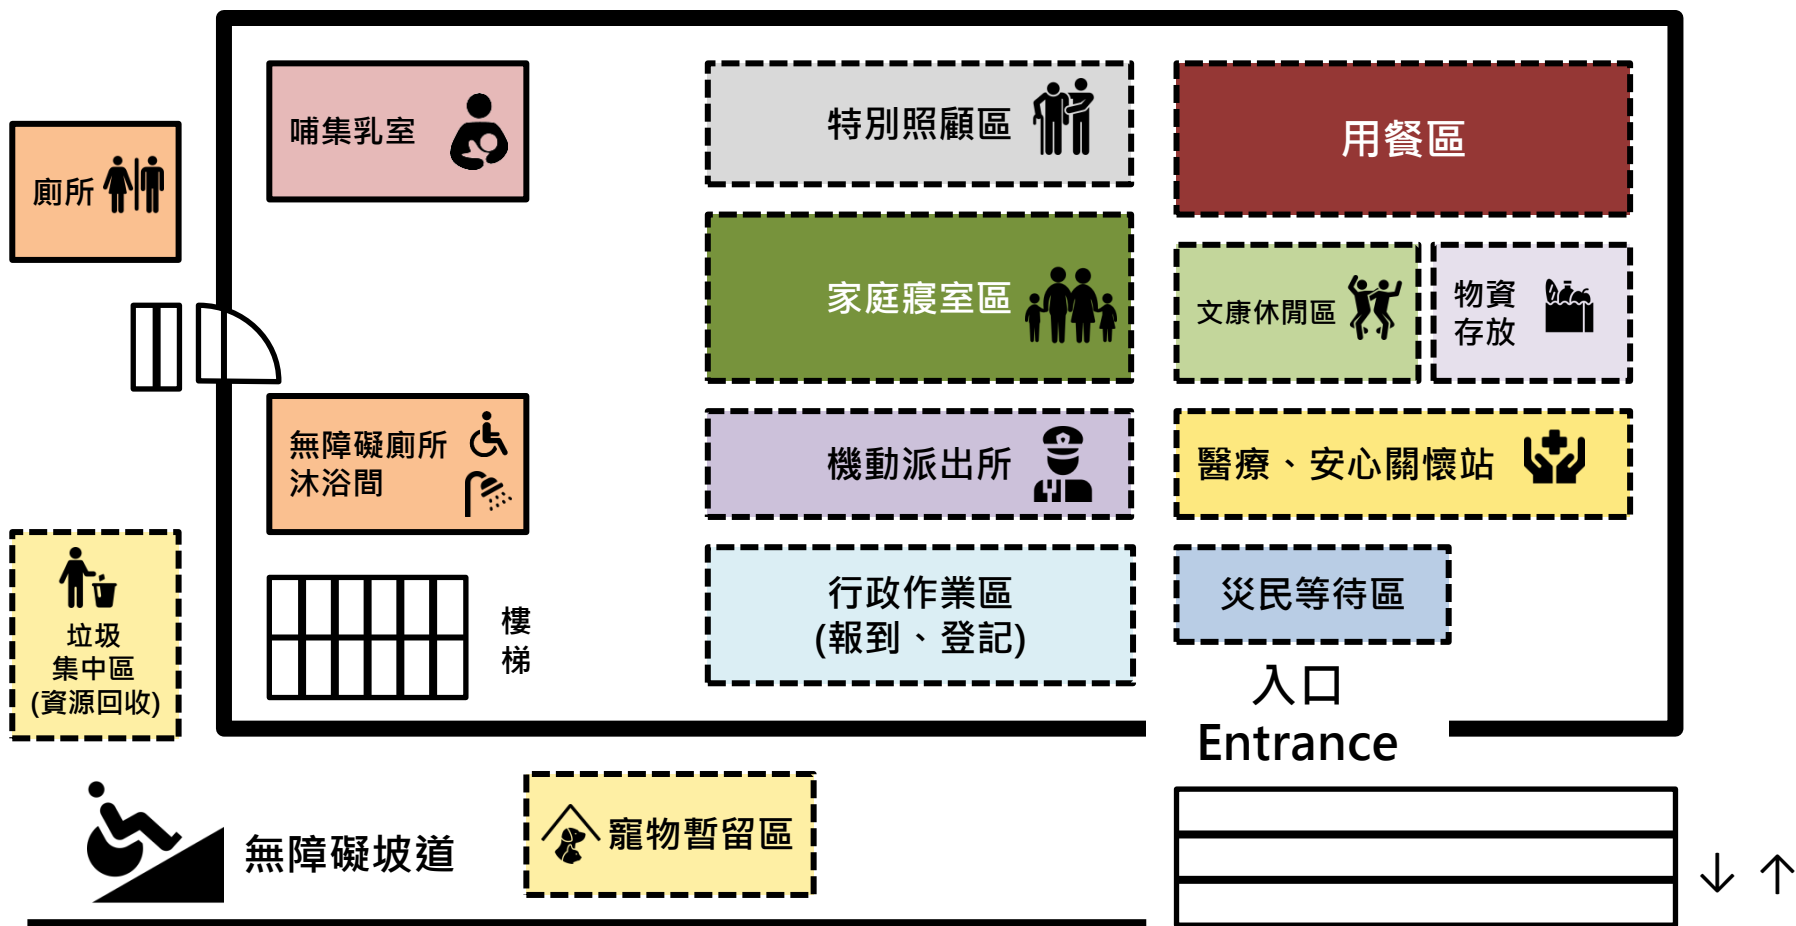 哺集乳室
特別照顧區
用餐區
廁所
家庭寢室區
文康休閒區
物資
存放
無障礙廁所
沐浴間
機動派出所
醫療、安心關懷站
垃圾
集中區
(資源回收)
樓
梯
行政作業區
(報到、登記)
災民等待區
入口
Entrance
無障礙坡道
寵物暫留區